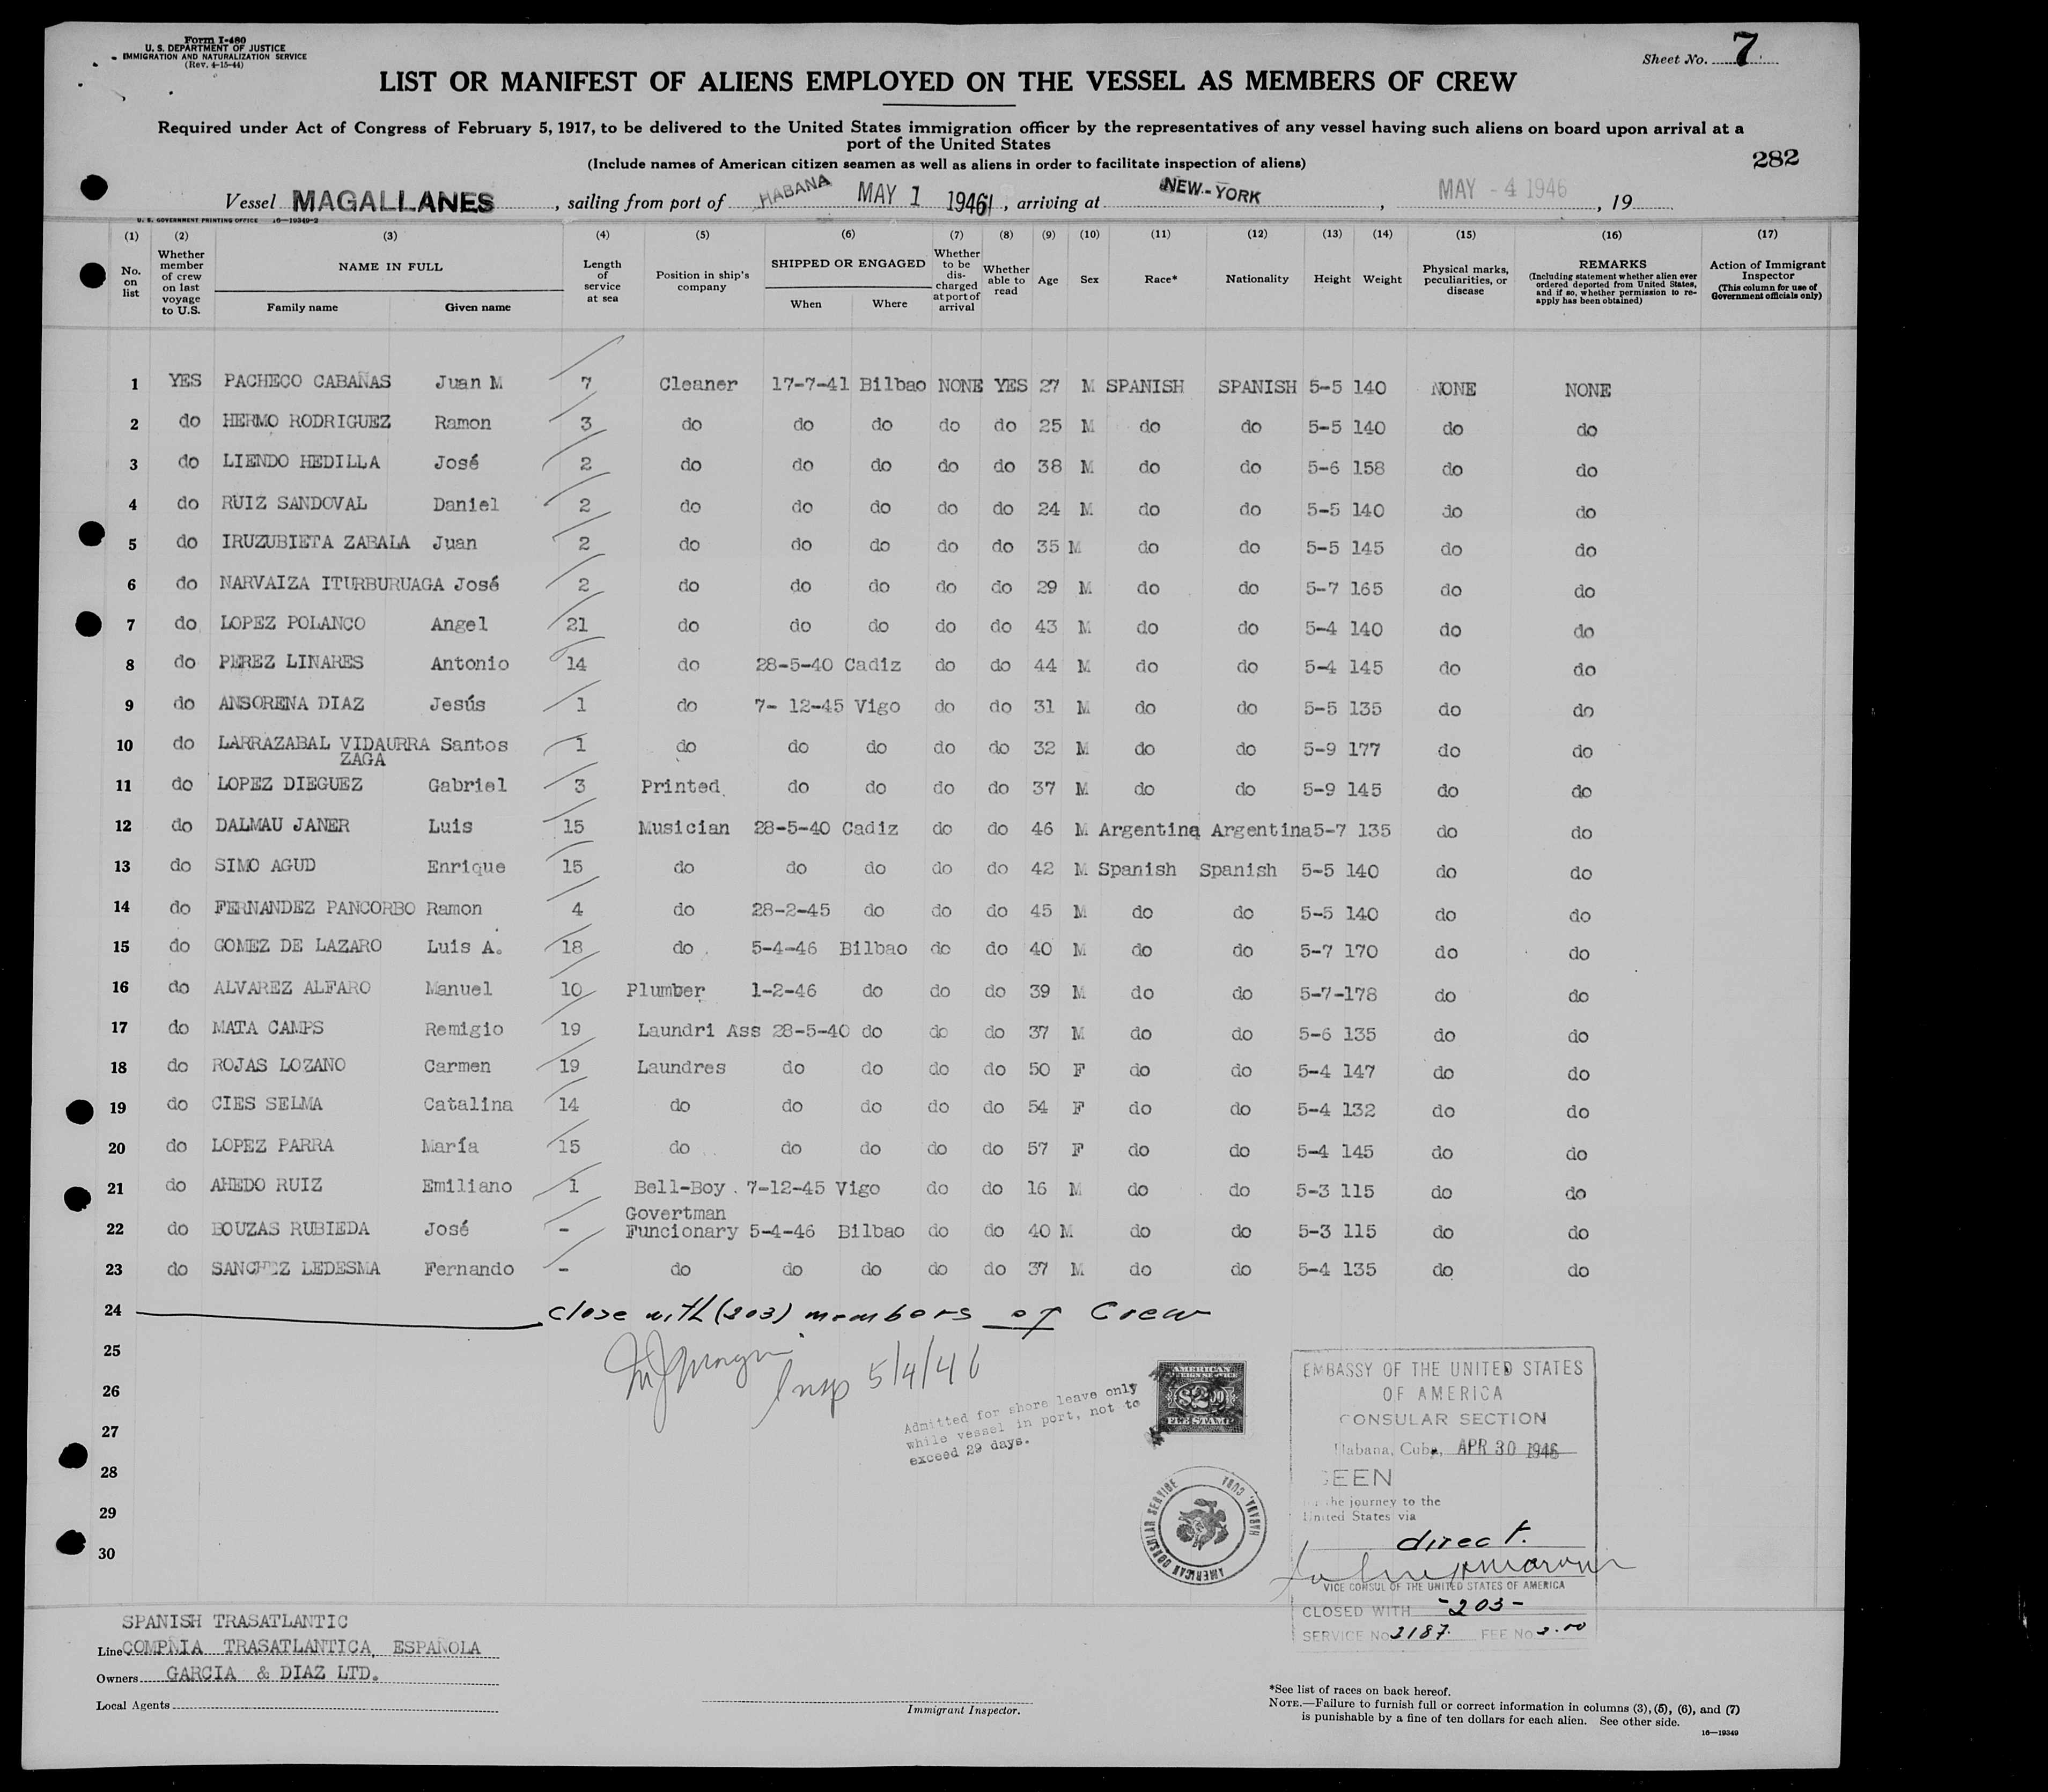 Form I-480
U. S. DEPARTMENT OF JUSTICE
IMMIGRATION AND NATURALIZATION SERVICE
(Rev. 4-15-44)
Sheet No. 7
LIST OR MANIFEST OF ALIENS EMPLOYED ON THE VESSEL AS MEMBERS OF CREW
Required under Act of Congress of February 5, 1917, to be delivered to the United States immigration officer by the representatives of any vessel having such aliens on board upon arrival at a
port of the United States
(Include names of American citizen seamen as well as aliens in order to facilitate inspection of aliens)
282
Vessel MAGALLANES, sailing from port of HABANA MAY 1 1946, arriving at NEW-YORK, MAY - 4 1946, 19
U. S. GOVERNMENT PRINTING OFFICE 16-19349-2
(1) (2) (3) (4) (5) (6) (7) (8) (9) (10) (11) (12) (13) (14) (15) (16) (17)
No. on list
Whether member of crew on last voyage to U.S.
NAME IN FULL
Family name Given name
Length of service at sea
Position in ship's company
SHIPPED OR ENGAGED
When Where
Whether to be discharged at port of arrival
Whether able to read
Age
Sex
Race*
Nationality
Height
Weight
Physical marks, peculiarities, or disease
REMARKS
(Including statement whether alien ever ordered deported from United States, and if so, whether permission to reapply has been obtained)
Action of Immigrant Inspector
(This column for use of Government officials only)
1 YES PACHECO CABAÑAS Juan M 7 Cleaner 17-7-41 Bilbao NONE YES 27 M SPANISH SPANISH 5-5 140 NONE NONE
2 do HERMO RODRIGUEZ Ramon 3 do do do do do 25 M do do 5-5 140 do do
3 do LIENDO HEDILLA José 2 do do do do do 38 M do do 5-6 158 do do
4 do RUIZ SANDOVAL Daniel 2 do do do do do 24 M do do 5-5 140 do do
5 do IRUZUBIETA ZABALA Juan 2 do do do do do 35 M do do 5-5 145 do do
6 do NARVAIZA ITURBURUAGA José 2 do do do do do 29 M do do 5-7 165 do do
7 do LOPEZ POLANCO Angel 21 do do do do do 43 M do do 5-4 140 do do
8 do PEREZ LINARES Antonio 14 do 28-5-40 Cadiz do do 44 M do do 5-4 145 do do
9 do ANSORENA DIAZ Jesús 1 do 7- 12-45 Vigo do do 31 M do do 5-5 135 do do
10 do LARRAZABAL VIDAURRA Santos 1 do do do do do 32 M do do 5-9 177 do do
ZAGA
11 do LOPEZ DIEGUEZ Gabriel 3 Printed do do do do 37 M do do 5-9 145 do do
12 do DALMAU JANER Luis 15 Musician 28-5-40 Cadiz do do 46 M Argentina Argentina 5-7 135 do do
13 do SIMO AGUD Enrique 15 do do do do do 42 M Spanish Spanish 5-5 140 do do
14 do FERNANDEZ PANCORBO Ramon 4 do 28-2-45 do do do 45 M do do 5-5 140 do do
15 do GOMEZ DE LAZARO Luis A. 18 do 5-4-46 Bilbao do do 40 M do do 5-7 170 do do
16 do ALVAREZ ALFARO Manuel 10 Plumber 1-2-46 do do do 39 M do do 5-7-178 do do
17 do MATA CAMPS Remigio 19 Laundri Ass 28-5-40 do do do 37 M do do 5-6 135 do do
18 do ROJAS LOZANO Carmen 19 Laundres do do do do 50 F do do 5-4 147 do do
19 do CIES SELMA Catalina 14 do do do do do 54 F do do 5-4 132 do do
20 do LOPEZ PARRA María 15 do do do do do 57 F do do 5-4 145 do do
21 do AHEDO RUIZ Emiliano 1 Bell-Boy 7-12-45 Vigo do do 16 M do do 5-3 115 do do
Govertman
22 do BOUZAS RUBIEDA José - Funcionary 5-4-46 Bilbao do do 40 M do do 5-3 115 do do
23 do SANCHEZ LEDESMA Fernando - do do do do do 37 M do do 5-4 135 do do
24 close with (203) members of Crew
25
26
27
28
29
30
Insp 5/4/46
Admitted for shore leave only
while vessel in port, not to
exceed 29 days.
AMERICAN
FOREIGN SERVICE
$2.00
FEE STAMP
AMERICAN CONSULAR SERVICE HABANA, CUBA
EMBASSY OF THE UNITED STATES
OF AMERICA
CONSULAR SECTION
Habana, Cuba, APR 30 1946
SEEN
For the journey to the
United States via
direct.
VICE CONSUL OF THE UNITED STATES OF AMERICA
CLOSED WITH -203-
SERVICE No 2187. FEE No 2.00
SPANISH TRASATLANTIC
Line COMPÑIA TRASATLANTICA, ESPAÑOLA
Owners GARCIA & DIAZ LTD.
Local Agents
Immigrant Inspector.
*See list of races on back hereof.
NOTE.—Failure to furnish full or correct information in columns (3), (5), (6), and (7)
is punishable by a fine of ten dollars for each alien. See other side.
16-19349